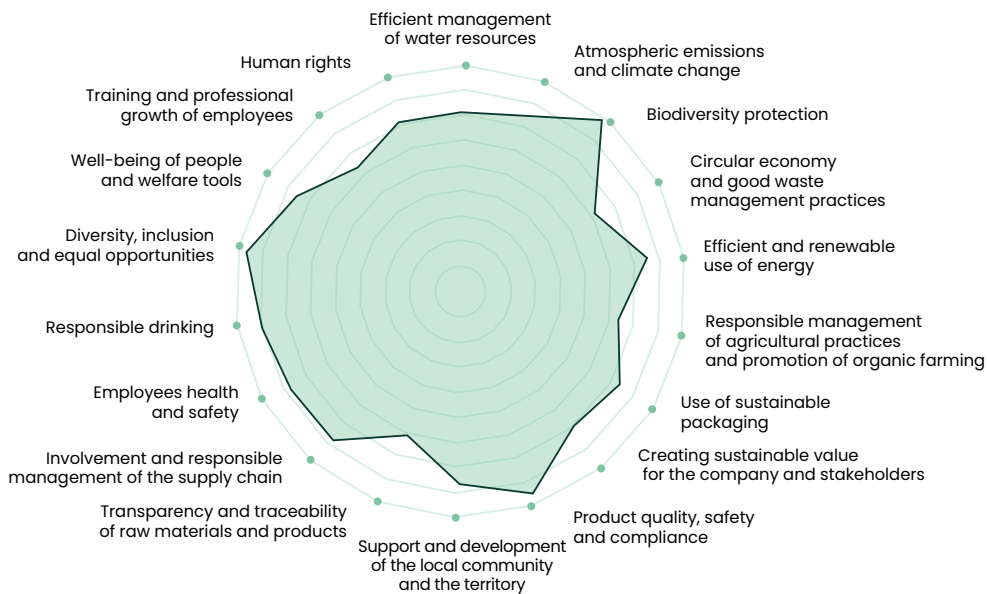 Efficient management
of water resources
Atmospheric emissions
and climate change
Biodiversity protection
Circular economy
and good waste
management practices
Efficient and renewable
use of energy
Responsible management
of agricultural practices
and promotion of organic farming
Use of sustainable
packaging
Creating sustainable value
for the company and stakeholders
Product quality, safety
and compliance
Support and development
of the local community
and the territory
Transparency and traceability
of raw materials and products
Involvement and responsible
management of the supply chain
Employees health
and safety
Responsible drinking
Diversity, inclusion
and equal opportunities
Well-being of people
and welfare tools
Training and professional
growth of employees
Human rights